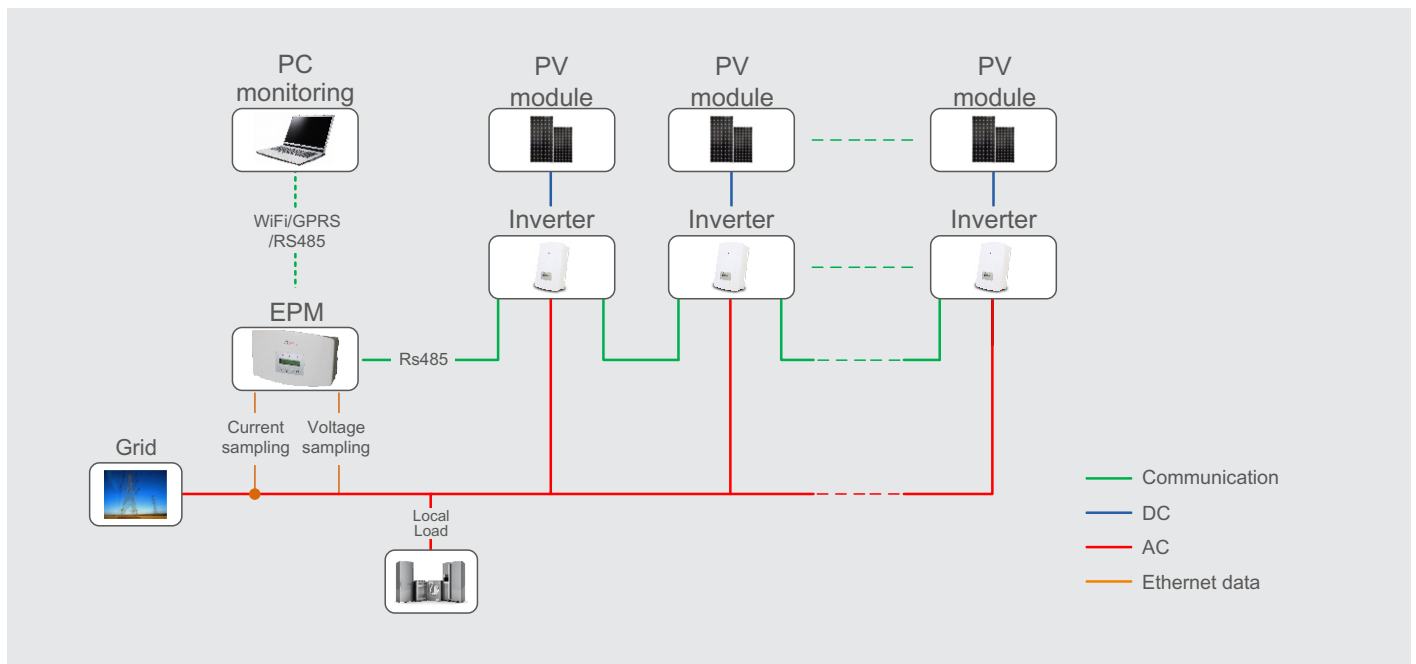 PC
monitoring
PV
module
PV
module
PV
module
WiFi/GPRS
/RS485
Inverter
Inverter
Inverter
EPM
Rs485
Current
sampling
Voltage
sampling
Grid
Local
Load
Communication
DC
AC
Ethernet data